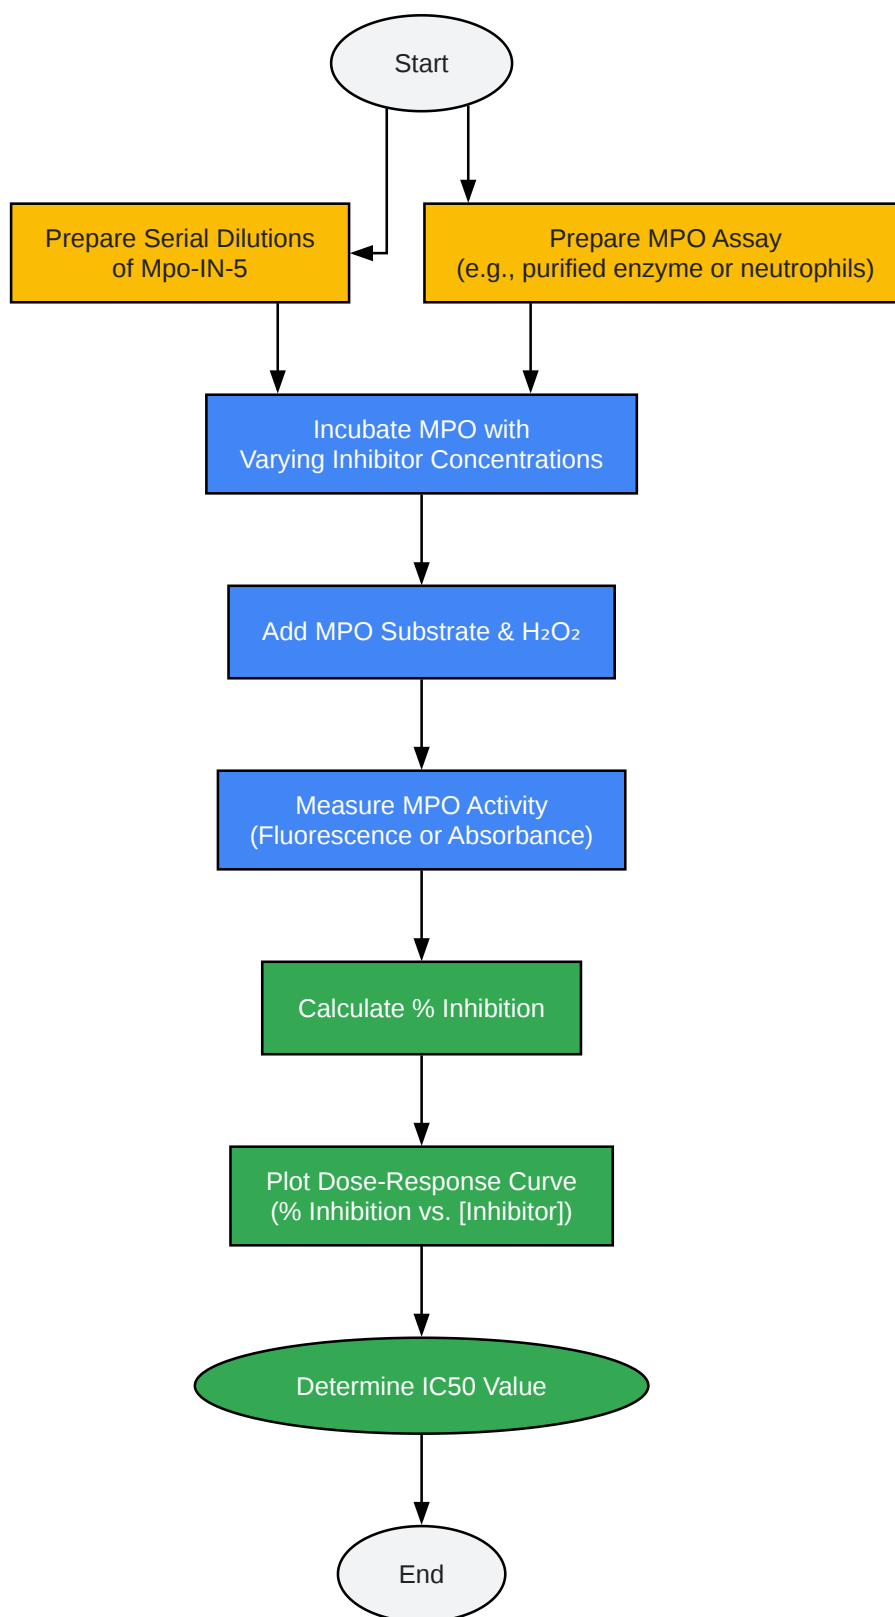 Start
Prepare Serial Dilutions
of Mpo-IN-5
Prepare MPO Assay
(e.g., purified enzyme or neutrophils)
Incubate MPO with
Varying Inhibitor Concentrations
Add MPO Substrate & H₂O₂
Measure MPO Activity
(Fluorescence or Absorbance)
Calculate % Inhibition
Plot Dose-Response Curve
(% Inhibition vs. [Inhibitor])
Determine IC50 Value
End